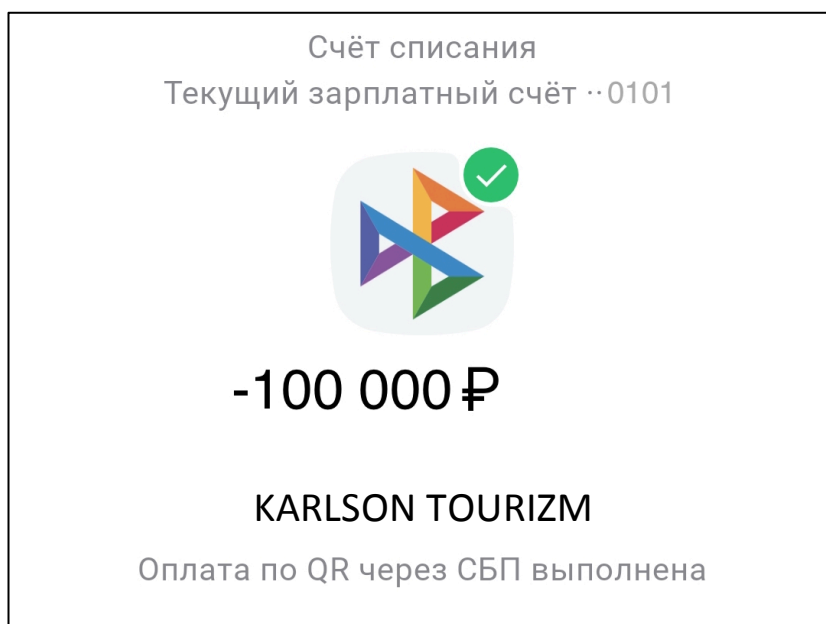 Счёт списания
Текущий зарплатный счёт ··0101
-100 000 ₽
KARLSON TOURIZM
Оплата по QR через СБП выполнена